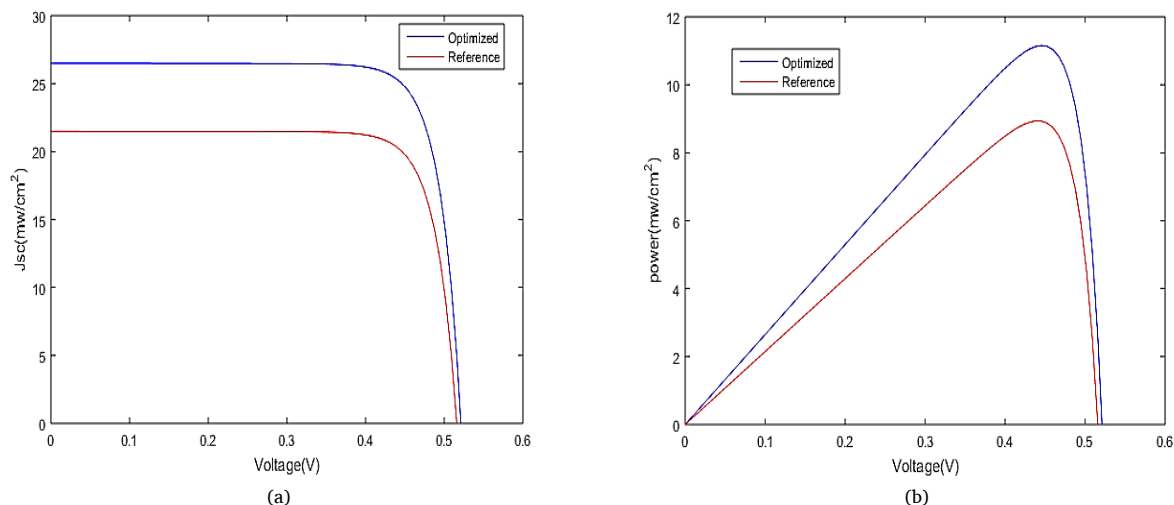 30
25
20
15
10
5
0
Jsc(mw/cm²)
Optimized
Reference
0
0.1
0.2
0.3
0.4
0.5
0.6
Voltage(V)
(a)
12
10
8
6
4
2
0
power(mw/cm²)
Optimized
Reference
0
0.1
0.2
0.3
0.4
0.5
0.6
Voltage(V)
(b)